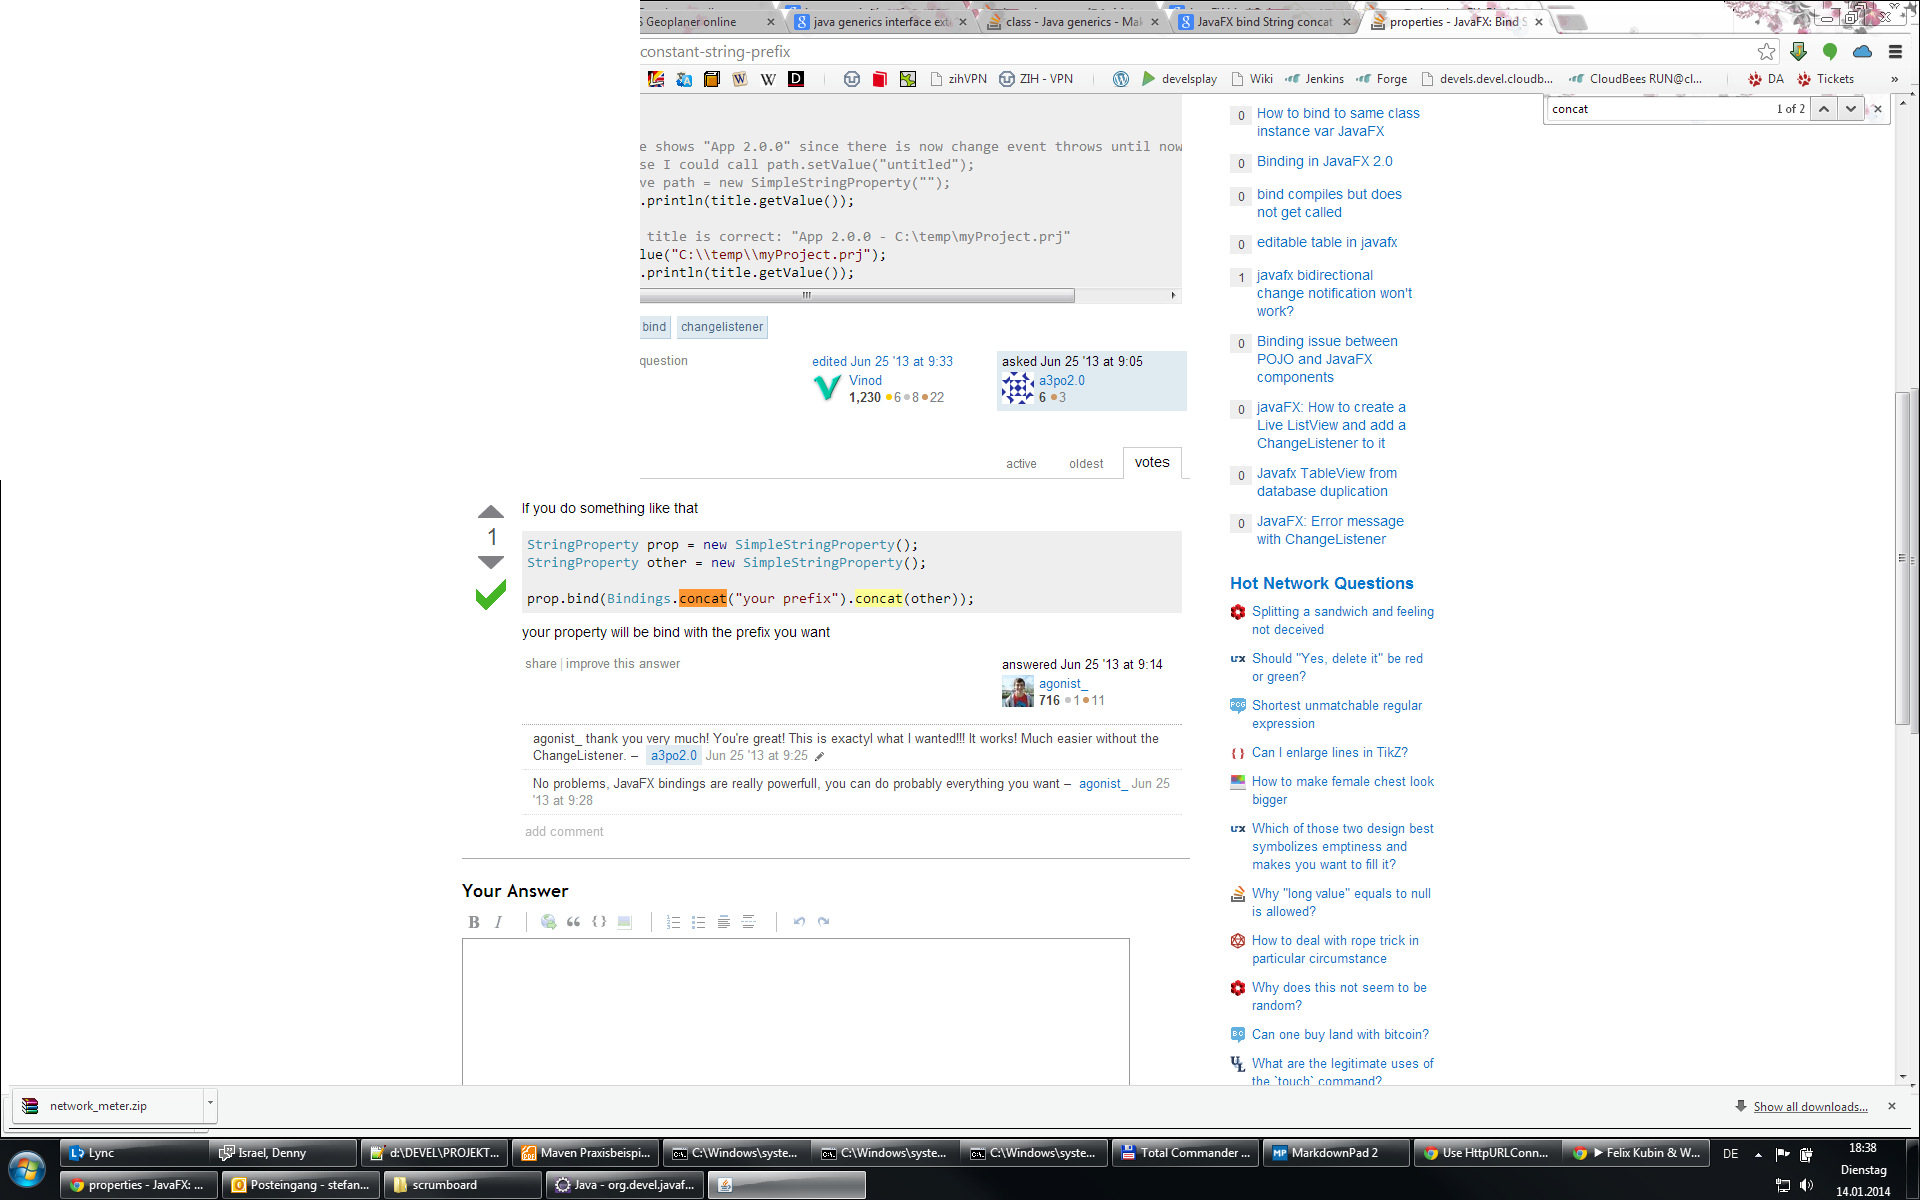 S Geoplaner online
java generics interface ext
class - Java generics - Mak
JavaFX bind String concat
properties - JavaFX: Bind S
constant-string-prefix
zihVPN
ZIH - VPN
develsplay
Wiki
Jenkins
Forge
devels.devel.cloudb...
CloudBees RUN@cl...
DA
Tickets
»
concat
1 of 2
e shows "App 2.0.0" since there is now change event throws until now
se I could call path.setValue("untitled");
ve path = new SimpleStringProperty("");
.println(title.getValue());
title is correct: "App 2.0.0 - C:\temp\myProject.prj"
lue("C:\\temp\\myProject.prj");
.println(title.getValue());
bind
changelistener
question
edited Jun 25 '13 at 9:33
Vinod
1,230 ●6 ●8 ●22
asked Jun 25 '13 at 9:05
a3po2.0
6 ●3
active
oldest
votes
1
If you do something like that
StringProperty prop = new SimpleStringProperty();
StringProperty other = new SimpleStringProperty();
prop.bind(Bindings.concat("your prefix").concat(other));
your property will be bind with the prefix you want
share | improve this answer
answered Jun 25 '13 at 9:14
agonist_
716 ●1 ●11
agonist_ thank you very much! You're great! This is exactyl what I wanted!!! It works! Much easier without the
ChangeListener. – a3po2.0 Jun 25 '13 at 9:25
No problems, JavaFX bindings are really powerfull, you can do probably everything you want – agonist_ Jun 25
'13 at 9:28
add comment
Your Answer
B I
0 How to bind to same class
instance var JavaFX
0 Binding in JavaFX 2.0
0 bind compiles but does
not get called
0 editable table in javafx
1 javafx bidirectional
change notification won't
work?
0 Binding issue between
POJO and JavaFX
components
0 javaFX: How to create a
Live ListView and add a
ChangeListener to it
0 Javafx TableView from
database duplication
0 JavaFX: Error message
with ChangeListener
Hot Network Questions
Splitting a sandwich and feeling
not deceived
Should "Yes, delete it" be red
or green?
Shortest unmatchable regular
expression
Can I enlarge lines in TikZ?
How to make female chest look
bigger
Which of those two design best
symbolizes emptiness and
makes you want to fill it?
Why "long value" equals to null
is allowed?
How to deal with rope trick in
particular circumstance
Why does this not seem to be
random?
Can one buy land with bitcoin?
What are the legitimate uses of
the `touch` command?
network_meter.zip
Show all downloads...
Lync
Israel, Denny
d:\DEVEL\PROJEKT...
Maven Praxisbeispi...
C:\Windows\syste...
C:\Windows\syste...
C:\Windows\syste...
Total Commander ...
MarkdownPad 2
Use HttpURLConn...
Felix Kubin & W...
DE
18:38
properties - JavaFX: ...
Posteingang - stefan...
scrumboard
Java - org.devel.javaf...
Dienstag
14.01.2014